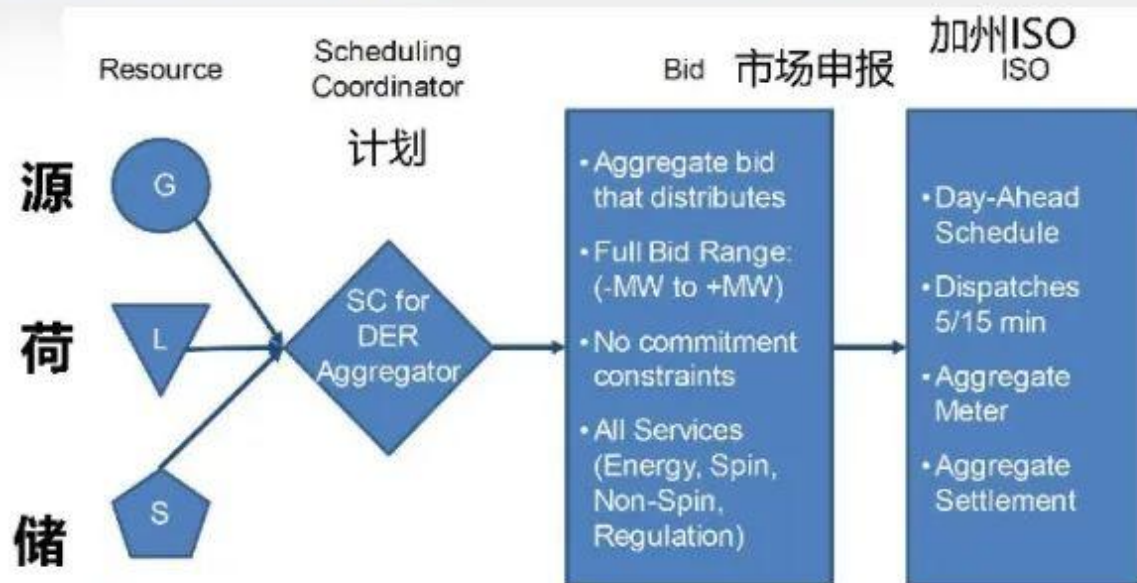 Resource
源
G
荷
L
储
S
Scheduling
Coordinator
计划
SC for
DER
Aggregator
Bid 市场申报
• Aggregate bid
that distributes
• Full Bid Range:
(-MW to +MW)
• No commitment
constraints
• All Services
(Energy, Spin,
Non-Spin,
Regulation)
加州ISO
ISO
• Day-Ahead
Schedule
• Dispatches
5/15 min
• Aggregate
Meter
• Aggregate
Settlement